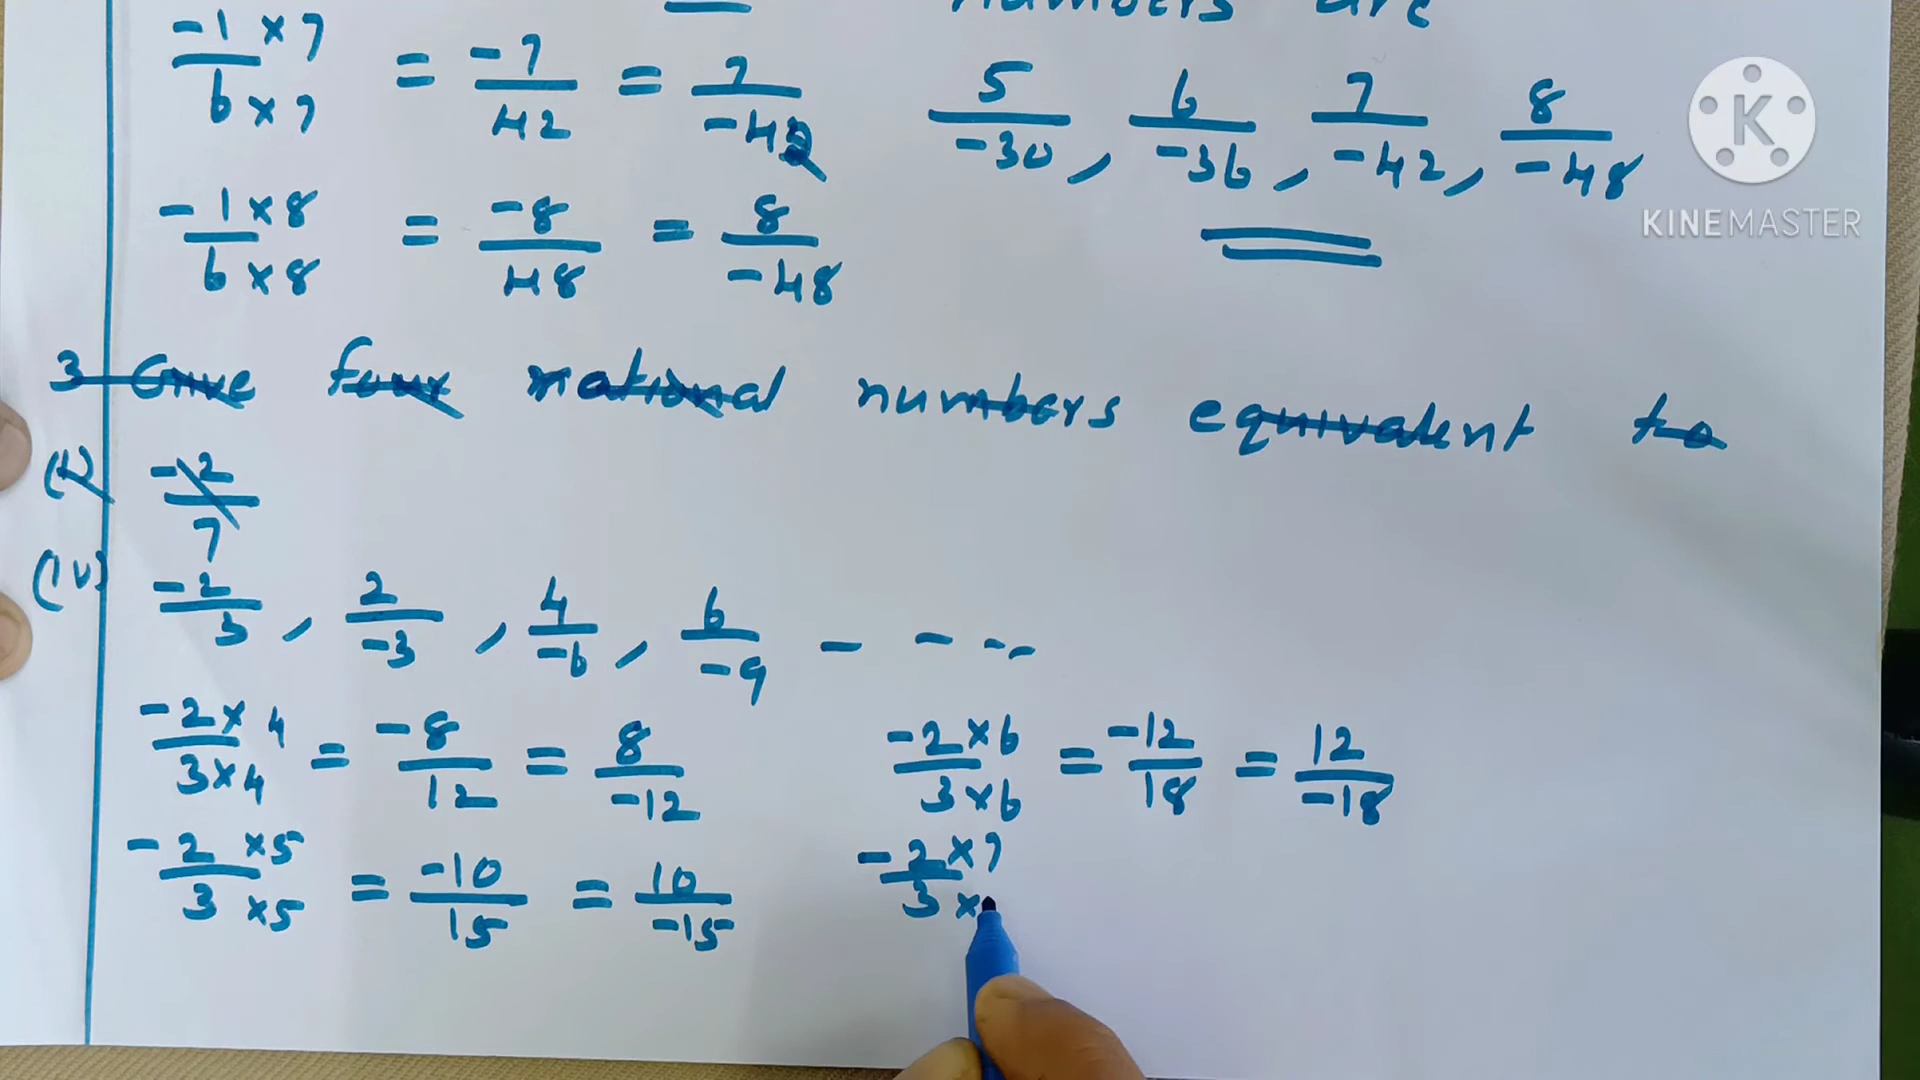 numbers are
-1 × 7 / 6 × 7 = -7 / 42 = 7 / -42
5 / -30 , 6 / -36 , 7 / -42 , 8 / -48
-1 × 8 / 6 × 8 = -8 / 48 = 8 / -48
K
KINEMASTER
3 Give four rational numbers equivalent to
(i) -2 / 7
(iv) -2 / 3 , 2 / -3 , 4 / -6 , 6 / -9 - - - ..
-2 × 4 / 3 × 4 = -8 / 12 = 8 / -12
-2 × 6 / 3 × 6 = -12 / 18 = 12 / -18
-2 × 5 / 3 × 5 = -10 / 15 = 10 / -15
-2 × 7 / 3 ×